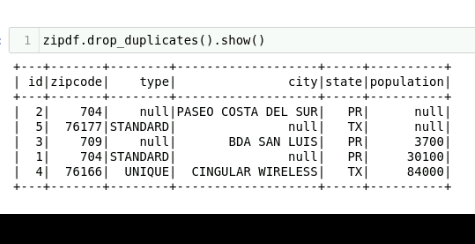 1 zipdf.drop_duplicates().show()
+---+-------+--------+-------------------+-----+----------+
| id|zipcode|    type|               city|state|population|
+---+-------+--------+-------------------+-----+----------+
|  2|    704|    null|PASEO COSTA DEL SUR|   PR|      null|
|  5|  76177|STANDARD|               null|   TX|      null|
|  3|    709|    null|       BDA SAN LUIS|   PR|      3700|
|  1|    704|STANDARD|               null|   PR|     30100|
|  4|  76166|  UNIQUE|  CINGULAR WIRELESS|   TX|     84000|
+---+-------+--------+-------------------+-----+----------+